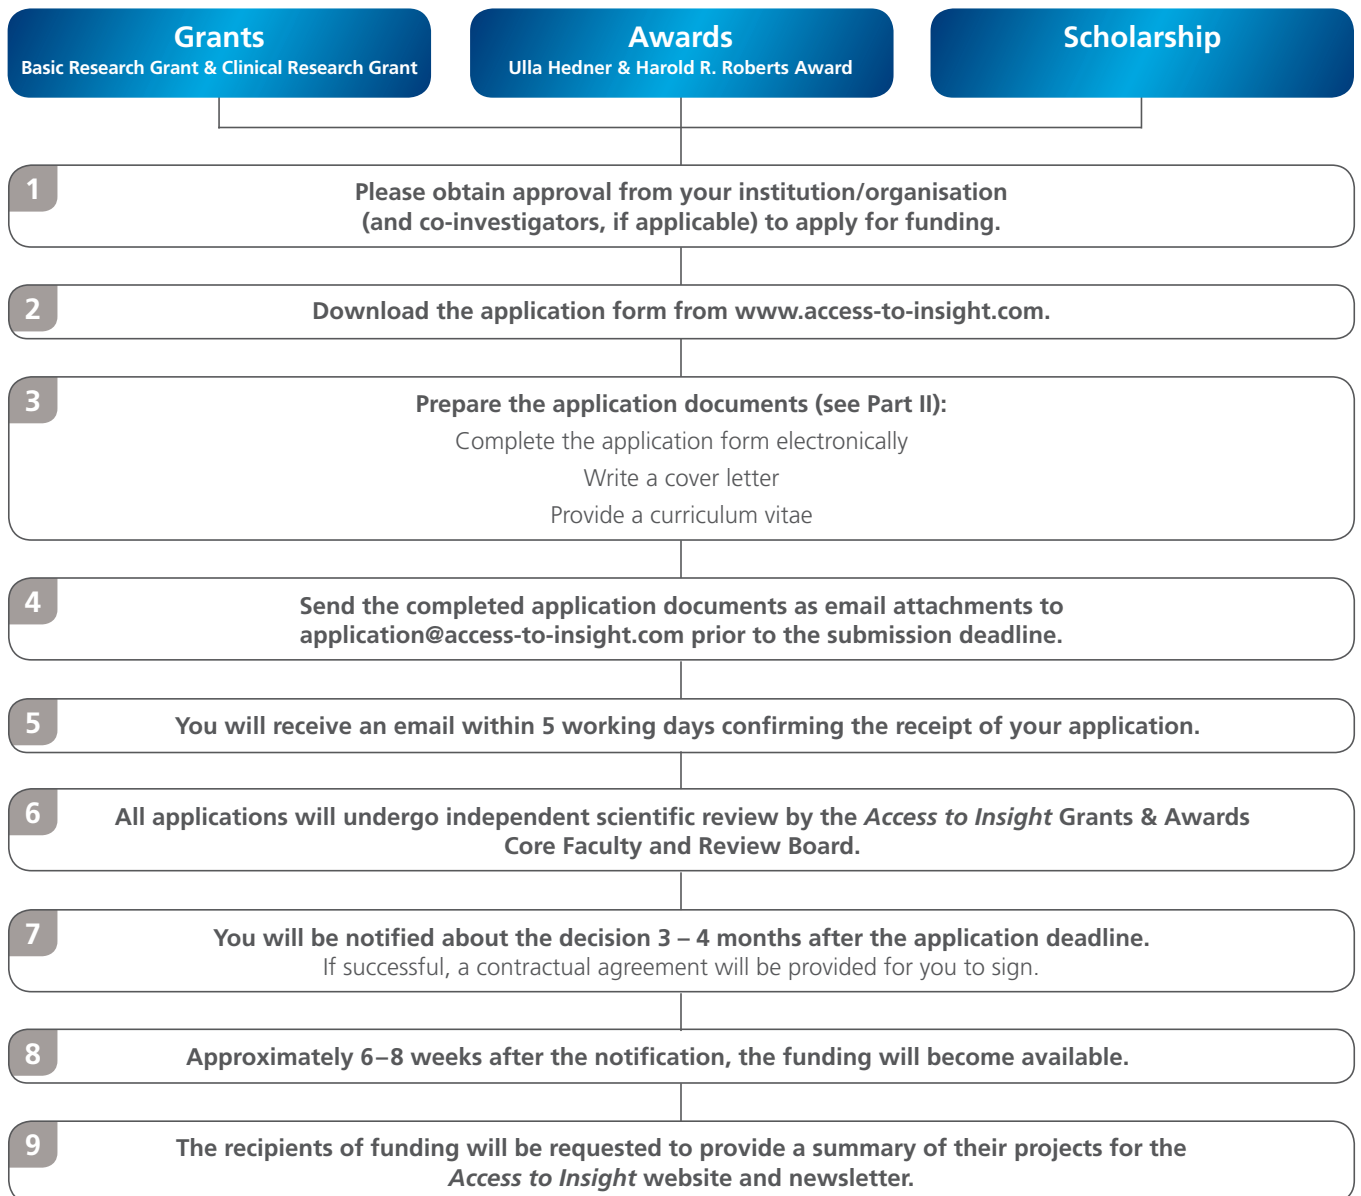 Grants
Basic Research Grant & Clinical Research Grant
Awards
Ulla Hedner & Harold R. Roberts Award
Scholarship
1
Please obtain approval from your institution/organisation
(and co-investigators, if applicable) to apply for funding.
2
Download the application form from www.access-to-insight.com.
3
Prepare the application documents (see Part II):
Complete the application form electronically
Write a cover letter
Provide a curriculum vitae
4
Send the completed application documents as email attachments to
application@access-to-insight.com prior to the submission deadline.
5
You will receive an email within 5 working days confirming the receipt of your application.
6
All applications will undergo independent scientific review by the Access to Insight Grants & Awards
Core Faculty and Review Board.
7
You will be notified about the decision 3 – 4 months after the application deadline.
If successful, a contractual agreement will be provided for you to sign.
8
Approximately 6–8 weeks after the notification, the funding will become available.
9
The recipients of funding will be requested to provide a summary of their projects for the
Access to Insight website and newsletter.